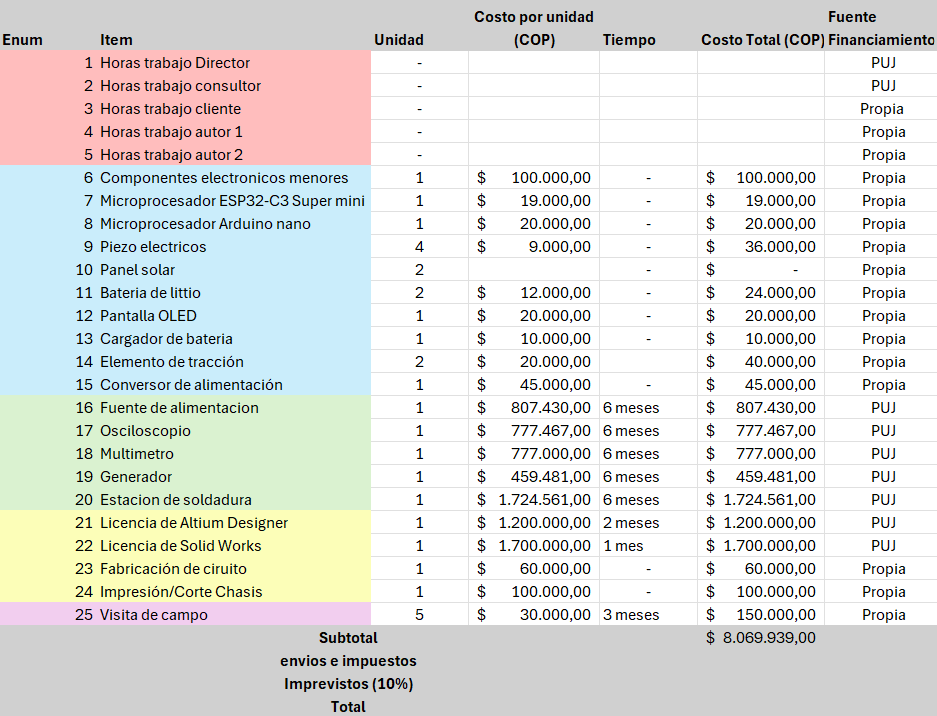 Costo por unidad Fuente
Enum Item Unidad (COP) Tiempo Costo Total (COP) Financiamiento
1 Horas trabajo Director - PUJ
2 Horas trabajo consultor - PUJ
3 Horas trabajo cliente - Propia
4 Horas trabajo autor 1 - Propia
5 Horas trabajo autor 2 - Propia
6 Componentes electronicos menores 1 $ 100.000,00 - $ 100.000,00 Propia
7 Microprocesador ESP32-C3 Super mini 1 $ 19.000,00 - $ 19.000,00 Propia
8 Microprocesador Arduino nano 1 $ 20.000,00 - $ 20.000,00 Propia
9 Piezo electricos 4 $ 9.000,00 - $ 36.000,00 Propia
10 Panel solar 2 - $ - Propia
11 Bateria de littio 2 $ 12.000,00 - $ 24.000,00 Propia
12 Pantalla OLED 1 $ 20.000,00 - $ 20.000,00 Propia
13 Cargador de bateria 1 $ 10.000,00 - $ 10.000,00 Propia
14 Elemento de tracción 2 $ 20.000,00 $ 40.000,00 Propia
15 Conversor de alimentación 1 $ 45.000,00 - $ 45.000,00 Propia
16 Fuente de alimentacion 1 $ 807.430,00 6 meses $ 807.430,00 PUJ
17 Osciloscopio 1 $ 777.467,00 6 meses $ 777.467,00 PUJ
18 Multimetro 1 $ 777.000,00 6 meses $ 777.000,00 PUJ
19 Generador 1 $ 459.481,00 6 meses $ 459.481,00 PUJ
20 Estacion de soldadura 1 $ 1.724.561,00 6 meses $ 1.724.561,00 PUJ
21 Licencia de Altium Designer 1 $ 1.200.000,00 2 meses $ 1.200.000,00 PUJ
22 Licencia de Solid Works 1 $ 1.700.000,00 1 mes $ 1.700.000,00 PUJ
23 Fabricación de ciruito 1 $ 60.000,00 - $ 60.000,00 Propia
24 Impresión/Corte Chasis 1 $ 100.000,00 - $ 100.000,00 Propia
25 Visita de campo 5 $ 30.000,00 3 meses $ 150.000,00 Propia
Subtotal $ 8.069.939,00
envios e impuestos
Imprevistos (10%)
Total